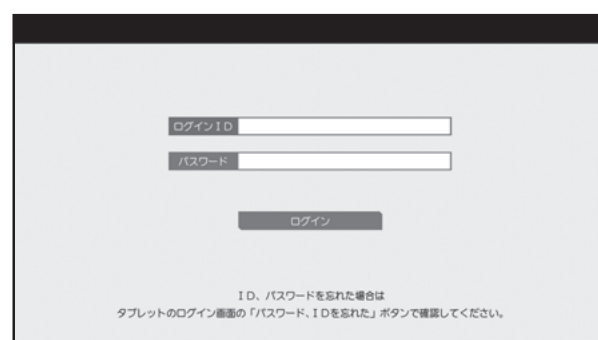 ログインID
パスワード
ログイン
ID、パスワードを忘れた場合は
タブレットのログイン画面の「パスワード、IDを忘れた」ボタンで確認してください。